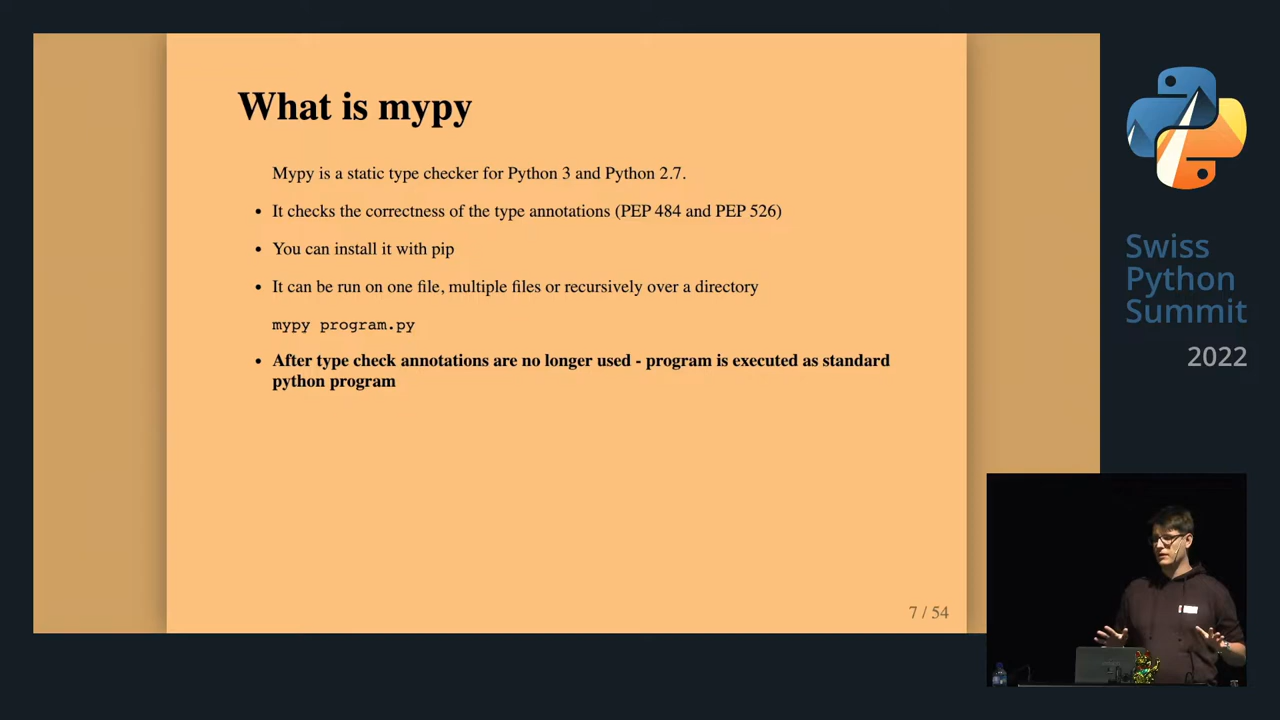 What is mypy
Mypy is a static type checker for Python 3 and Python 2.7.
• It checks the correctness of the type annotations (PEP 484 and PEP 526)
• You can install it with pip
• It can be run on one file, multiple files or recursively over a directory
mypy program.py
• After type check annotations are no longer used - program is executed as standard
python program
7 / 54
Swiss
Python
Summit
2022